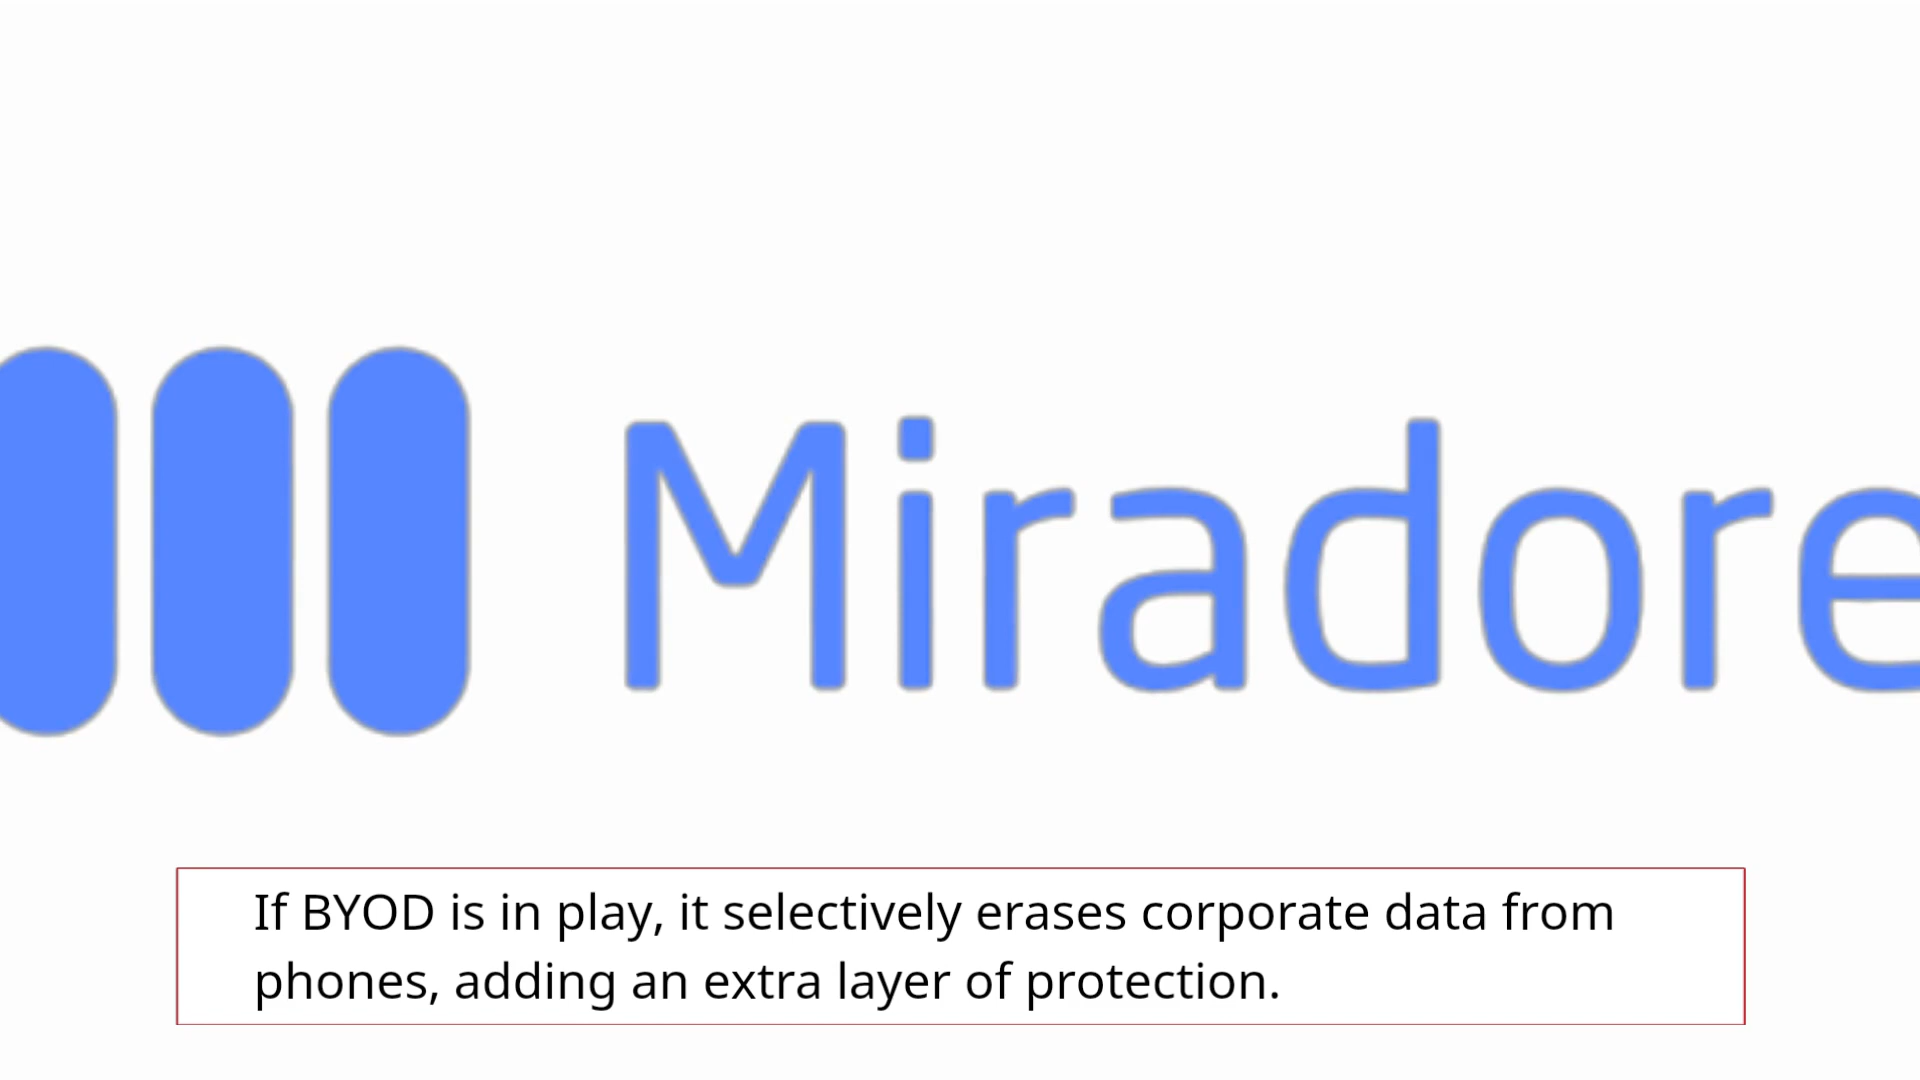 Miradore
If BYOD is in play, it selectively erases corporate data from
phones, adding an extra layer of protection.